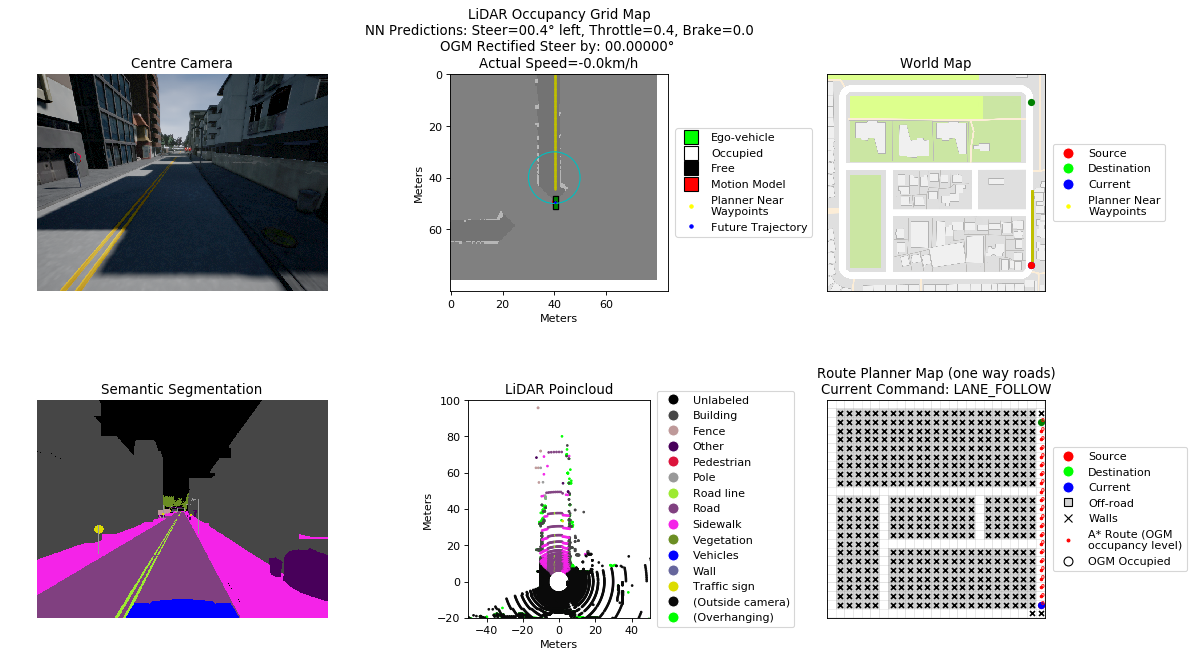 LiDAR Occupancy Grid Map
NN Predictions: Steer=00.4° left, Throttle=0.4, Brake=0.0
OGM Rectified Steer by: 00.00000°
Actual Speed=-0.0km/h
Centre Camera
World Map
0
20
40
60
Meters
0
20
40
60
Meters
Ego-vehicle
Occupied
Free
Motion Model
Planner Near
Waypoints
Future Trajectory
Source
Destination
Current
Planner Near
Waypoints
Semantic Segmentation
LiDAR Poincloud
100
80
60
40
20
0
−20
Meters
−40
−20
0
20
40
Meters
Unlabeled
Building
Fence
Other
Pedestrian
Pole
Road line
Road
Sidewalk
Vegetation
Vehicles
Wall
Traffic sign
(Outside camera)
(Overhanging)
Route Planner Map (one way roads)
Current Command: LANE_FOLLOW
Source
Destination
Current
Off-road
Walls
A* Route (OGM
occupancy level)
OGM Occupied